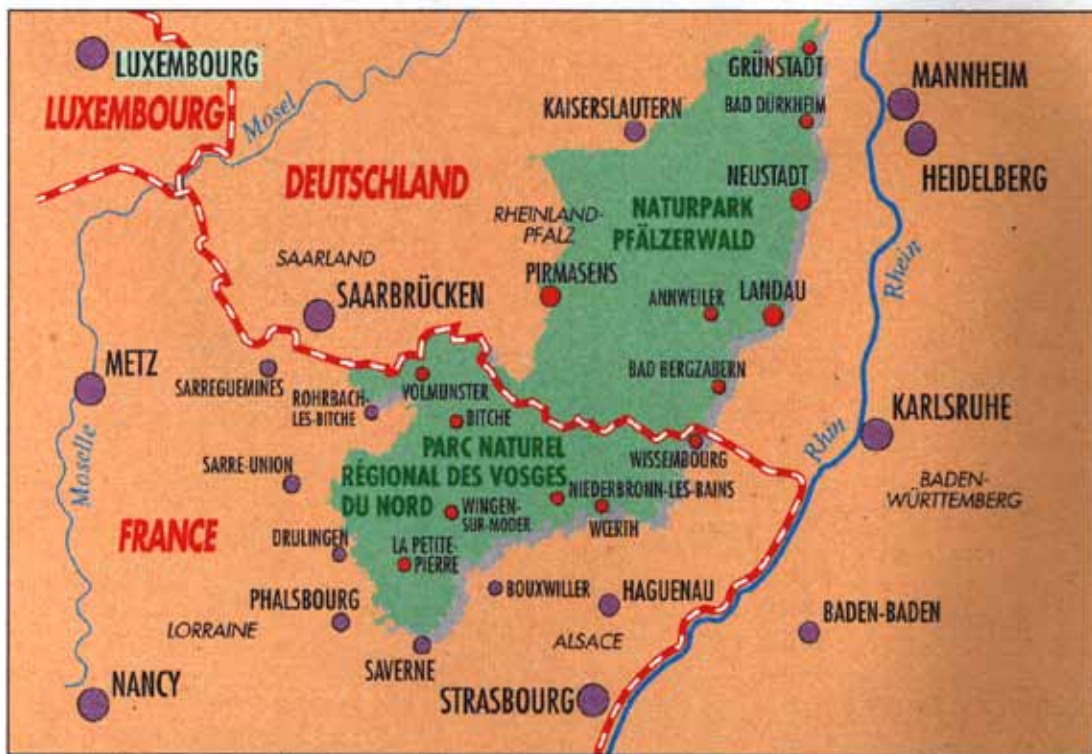 LUXEMBOURG
LUXEMBOURG
Mosel
GRÜNSTADT
MANNHEIM
KAISERSLAUTERN
BAD DÜRKHEIM
HEIDELBERG
DEUTSCHLAND
NEUSTADT
RHEINLAND-
PFALZ
NATURPARK
PFÄLZERWALD
Rhein
SAARLAND
PIRMASENS
SAARBRÜCKEN
ANNWEILER
LANDAU
METZ
SARREGUEMINES
ROHRBACH-
LES-BITCHE
VOLMUNSTER
BAD BERGZABERN
BITCHE
KARLSRUHE
Rhin
PARC NATUREL
RÉGIONAL DES VOSGES
DU NORD
WISSEMBOURG
SARRE-UNION
Moselle
NIEDERBRONN-LES-BAINS
BADEN-
WÜRTTEMBERG
WINGEN-
SUR-MODER
WŒRTH
FRANCE
DRULINGEN
LA PETITE-
PIERRE
BOUXWILLER
HAGUENAU
PHALSBOURG
BADEN-BADEN
LORRAINE
ALSACE
SAVERNE
NANCY
STRASBOURG